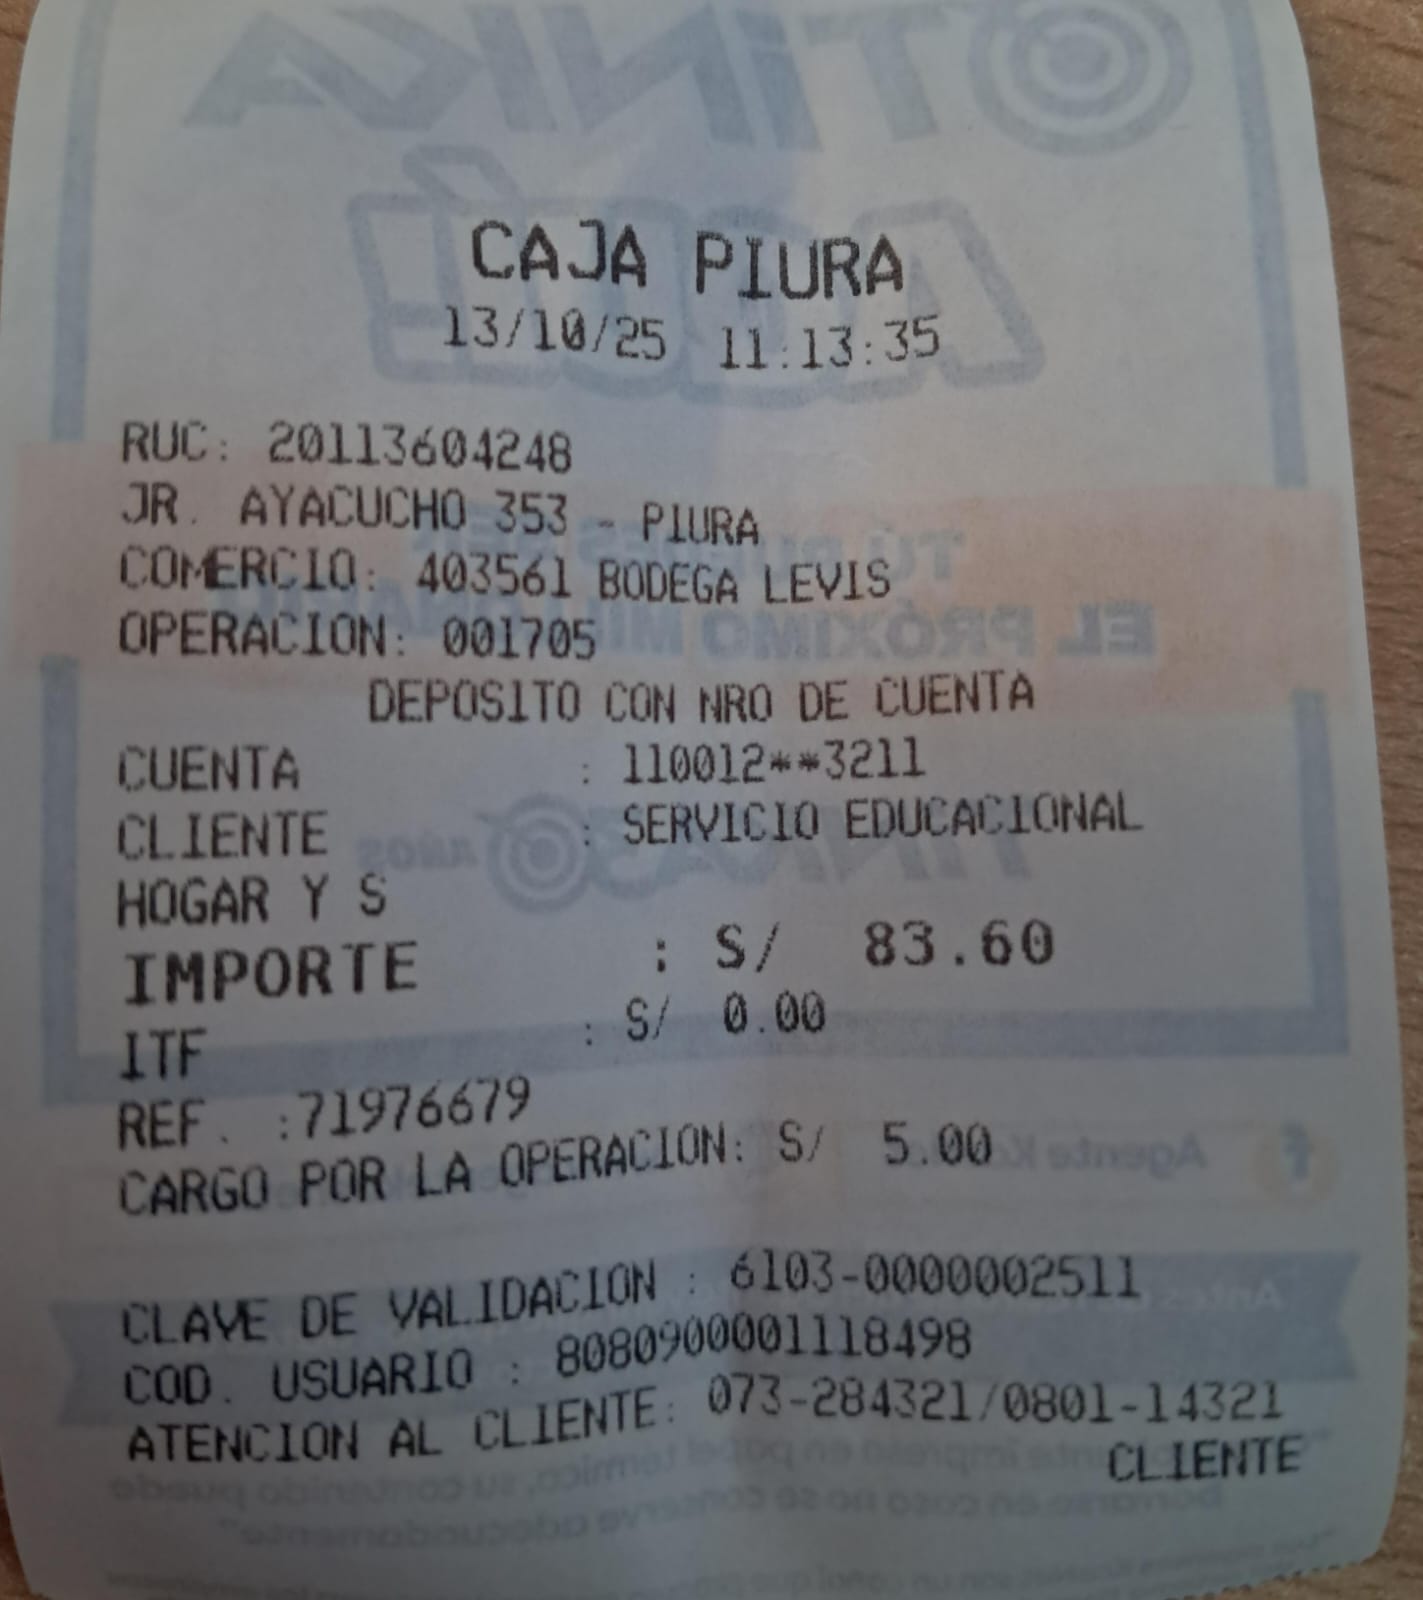 CAJA PIURA
13/10/25 11:13:35
RUC: 20113604248
JR. AYACUCHO 353 - PIURA
COMERCIO: 403561 BODEGA LEVIS
OPERACION: 001705
DEPOSITO CON NRO DE CUENTA
CUENTA : 110012**3211
CLIENTE : SERVICIO EDUCACIONAL
HOGAR Y S
IMPORTE : S/ 83.60
ITF : S/ 0.00
REF. :71976679
CARGO POR LA OPERACION: S/ 5.00
CLAVE DE VALIDACION : 6103-0000002511
COD. USUARIO : 8080900001118498
ATENCION AL CLIENTE: 073-284321/0801-14321
CLIENTE